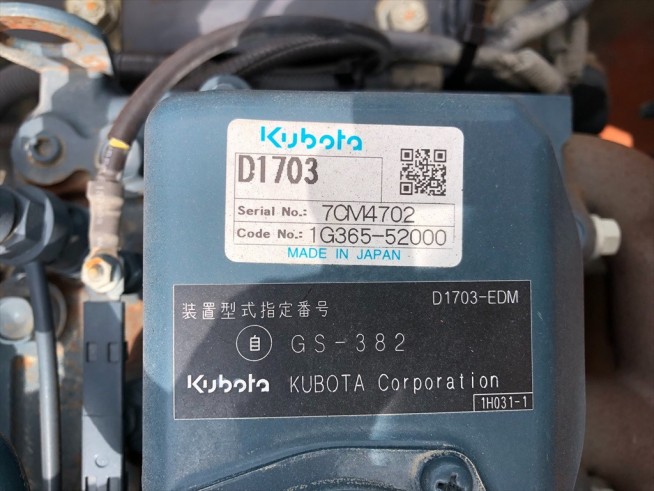 Kubota
D1703
Serial No.: 7CM4702
Code No.: 1G365-52000
MADE IN JAPAN
D1703-EDM
装置型式指定番号
自 GS-382
Kubota KUBOTA Corporation
1H031-1